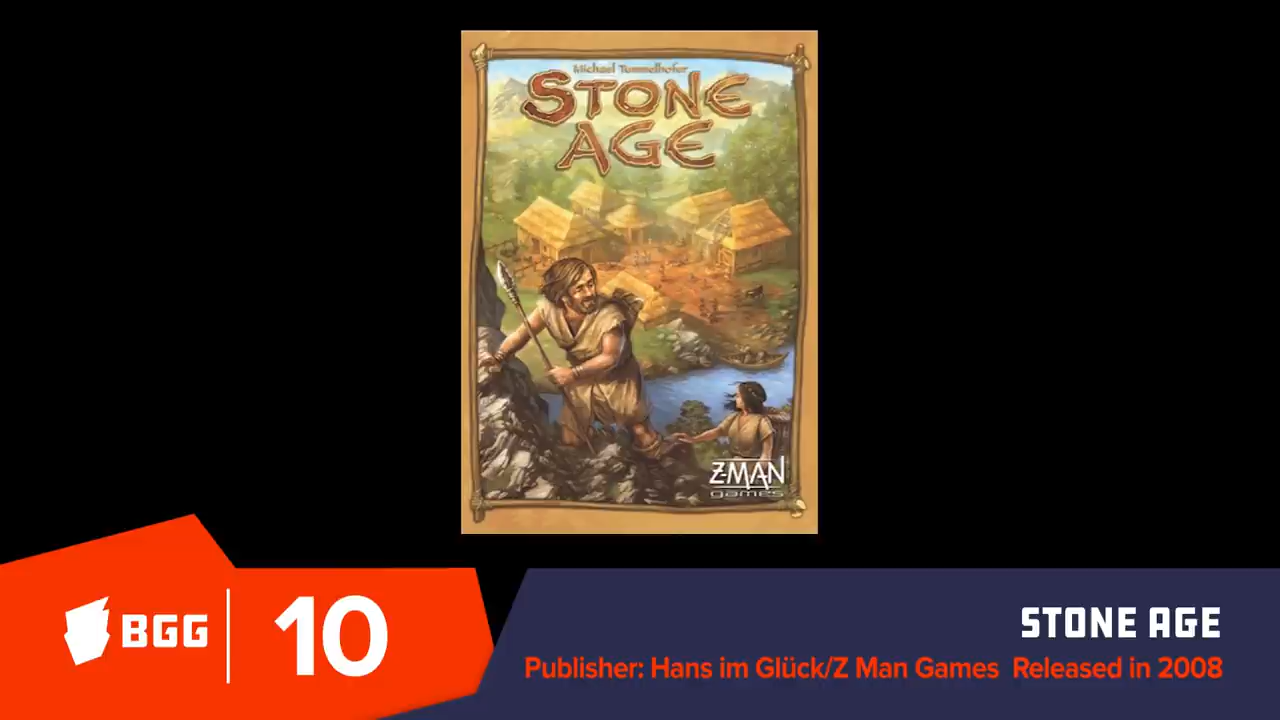 Michael Tummelhofer
STONE
AGE
Z-MAN
games
BGG
10
STONE AGE
Publisher: Hans im Glück/Z Man Games Released in 2008